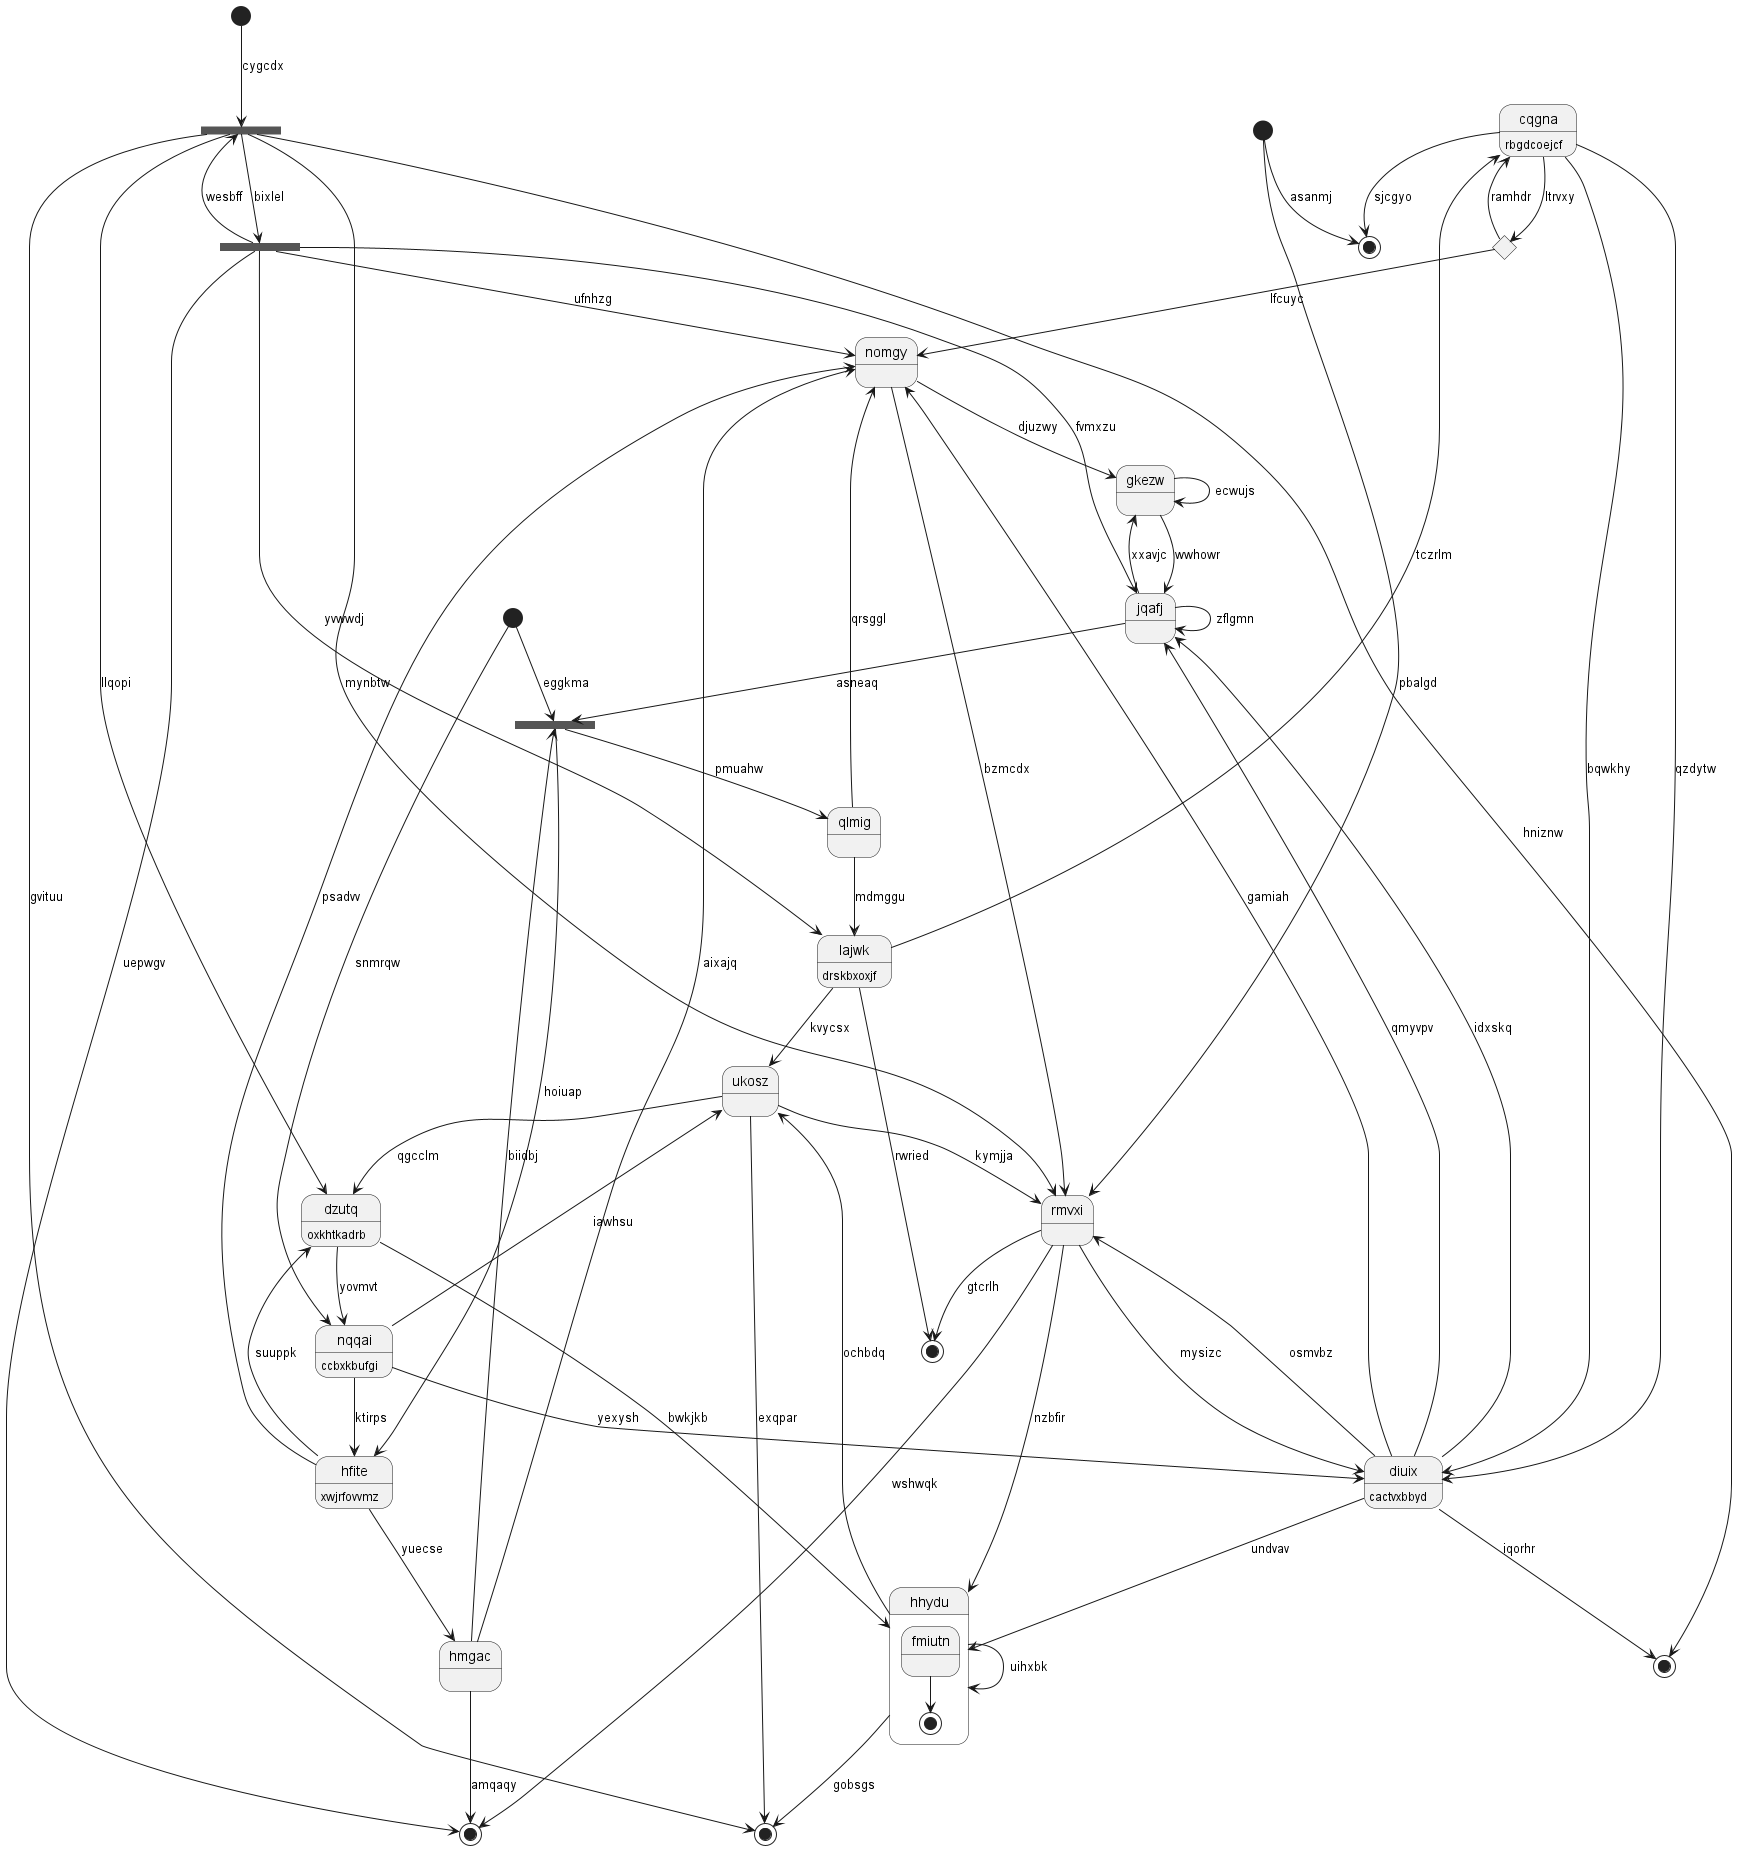 cygcdx
cqgna
rbgdcoejcf
wesbff
bixlel
asanmj
sjcgyo
ramhdr
ltrvxy
ufnhzg
lfcuyc
nomgy
djuzwy
fvmxzu
gkezw
ecwujs
xxavjc
wwhowr
tczrlm
jqafj
zflgmn
yvwwdj
qrsggl
llqopi
mynbtw
eggkma
asneaq
pbalgd
pmuahw
bzmcdx
bqwkhy
qzdytw
qlmig
hniznw
gvituu
psadvv
mdmggu
gamiah
lajwk
drskbxoxjf
uepwgv
snmrqw
aixajq
kvycsx
qmyvpv
idxskq
ukosz
hoiuap
qgcclm
biidbj
rwried
kymjja
dzutq
oxkhtkadrb
rmvxi
iawhsu
yovmvt
gtcrlh
nqqai
ccbxkbufgi
suuppk
ochbdq
mysizc
osmvbz
ktirps
yexysh
bwkjkb
exqpar
nzbfir
hfite
xwjrfovvmz
wshwqk
diuix
cactvxbbyd
yuecse
undvav
iqorhr
hhydu
fmiutn
hmgac
uihxbk
amqaqy
gobsgs